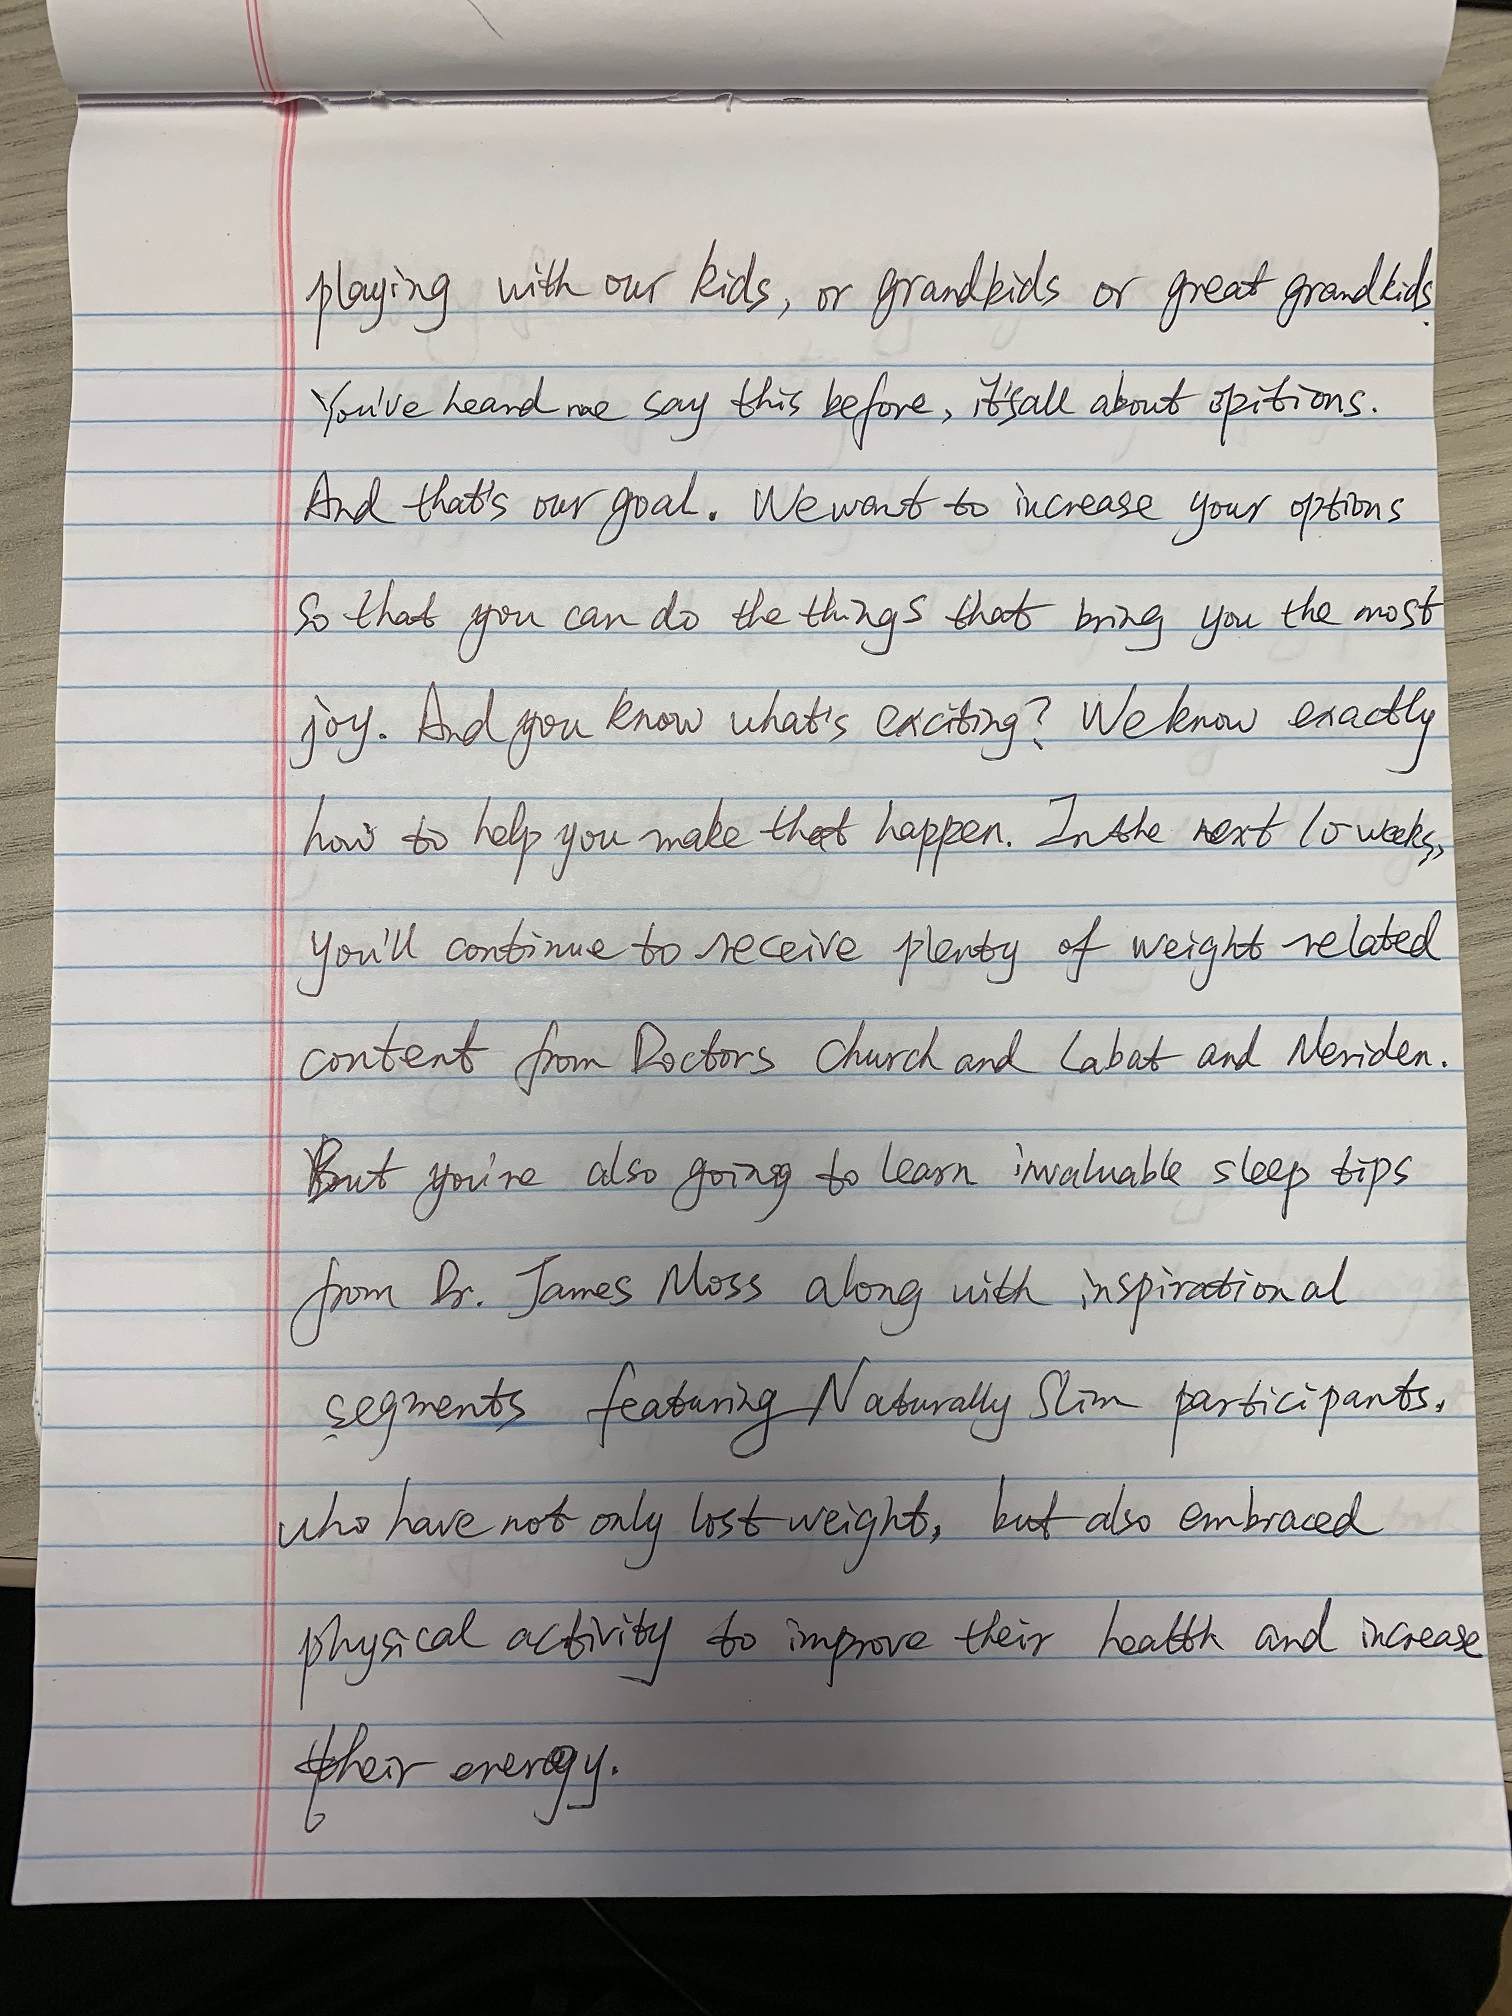 playing with our kids, or grandkids or great grandkids.
You've heard me say this before, it's all about opitions.
And that's our goal. We want to increase your options
So that you can do the things that bring you the most
joy. And you know what's exciting? We know exactly
how to help you make that happen. In the next 10 weeks,
you'll continue to receive plenty of weight related
content from Doctors Church and Labat and Meriden.
But you're also going to learn invaluable sleep tips
from Dr. James Moss along with inspirational
segments featuring Naturally Slim participants.
who have not only lost weight, but also embraced
physical activity to improve their health and increase
their energy.